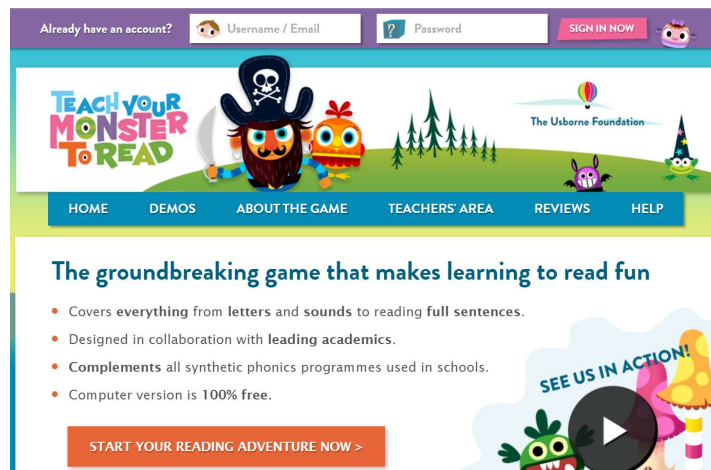 Already have an account?
Username / Email
Password
SIGN IN NOW
TEACH YOUR
MONSTER
TO READ
The Usborne Foundation
HOME
DEMOS
ABOUT THE GAME
TEACHERS' AREA
REVIEWS
HELP
The groundbreaking game that makes learning to read fun
• Covers everything from letters and sounds to reading full sentences.
• Designed in collaboration with leading academics.
• Complements all synthetic phonics programmes used in schools.
• Computer version is 100% free.
SEE US IN ACTION!
START YOUR READING ADVENTURE NOW >